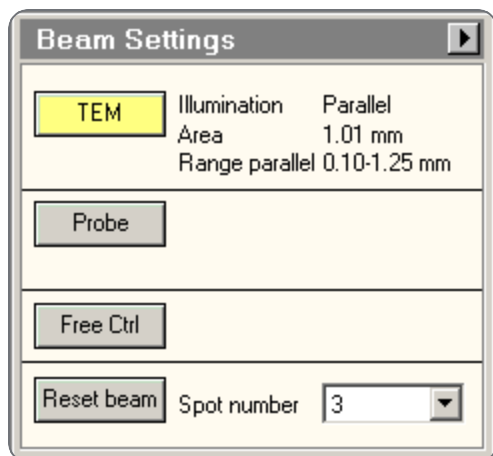 Beam Settings
TEM Illumination Parallel
Area 1.01 mm
Range parallel 0.10-1.25 mm
Probe
Free Ctrl
Reset beam Spot number 3